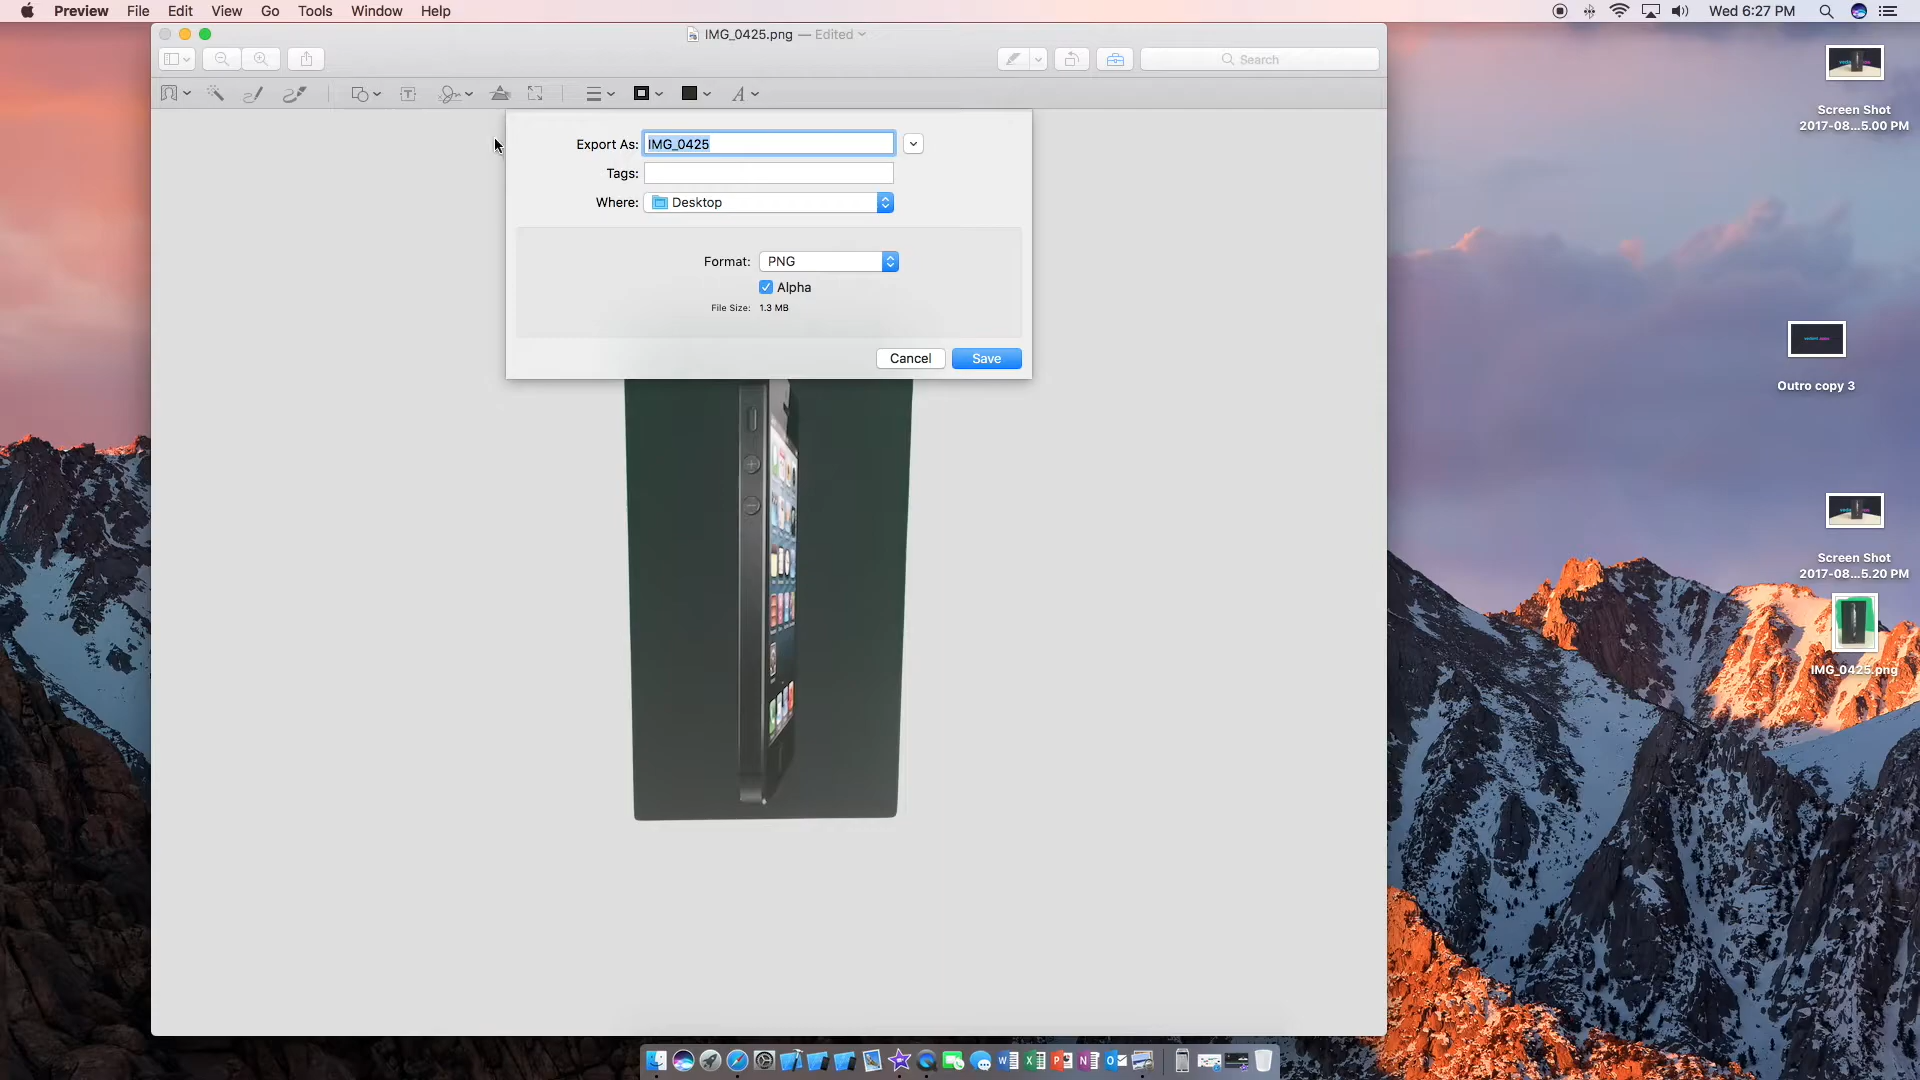 Preview File Edit View Go Tools Window Help
Wed 6:27 PM
IMG_0425.png — Edited
Search
Export As: IMG_0425
Tags:
Where: Desktop
Format: PNG
Alpha
File Size: 1.3 MB
Cancel Save
Screen Shot
2017-08...5.00 PM
Outro copy 3
Screen Shot
2017-08...5.20 PM
IMG_0425.png